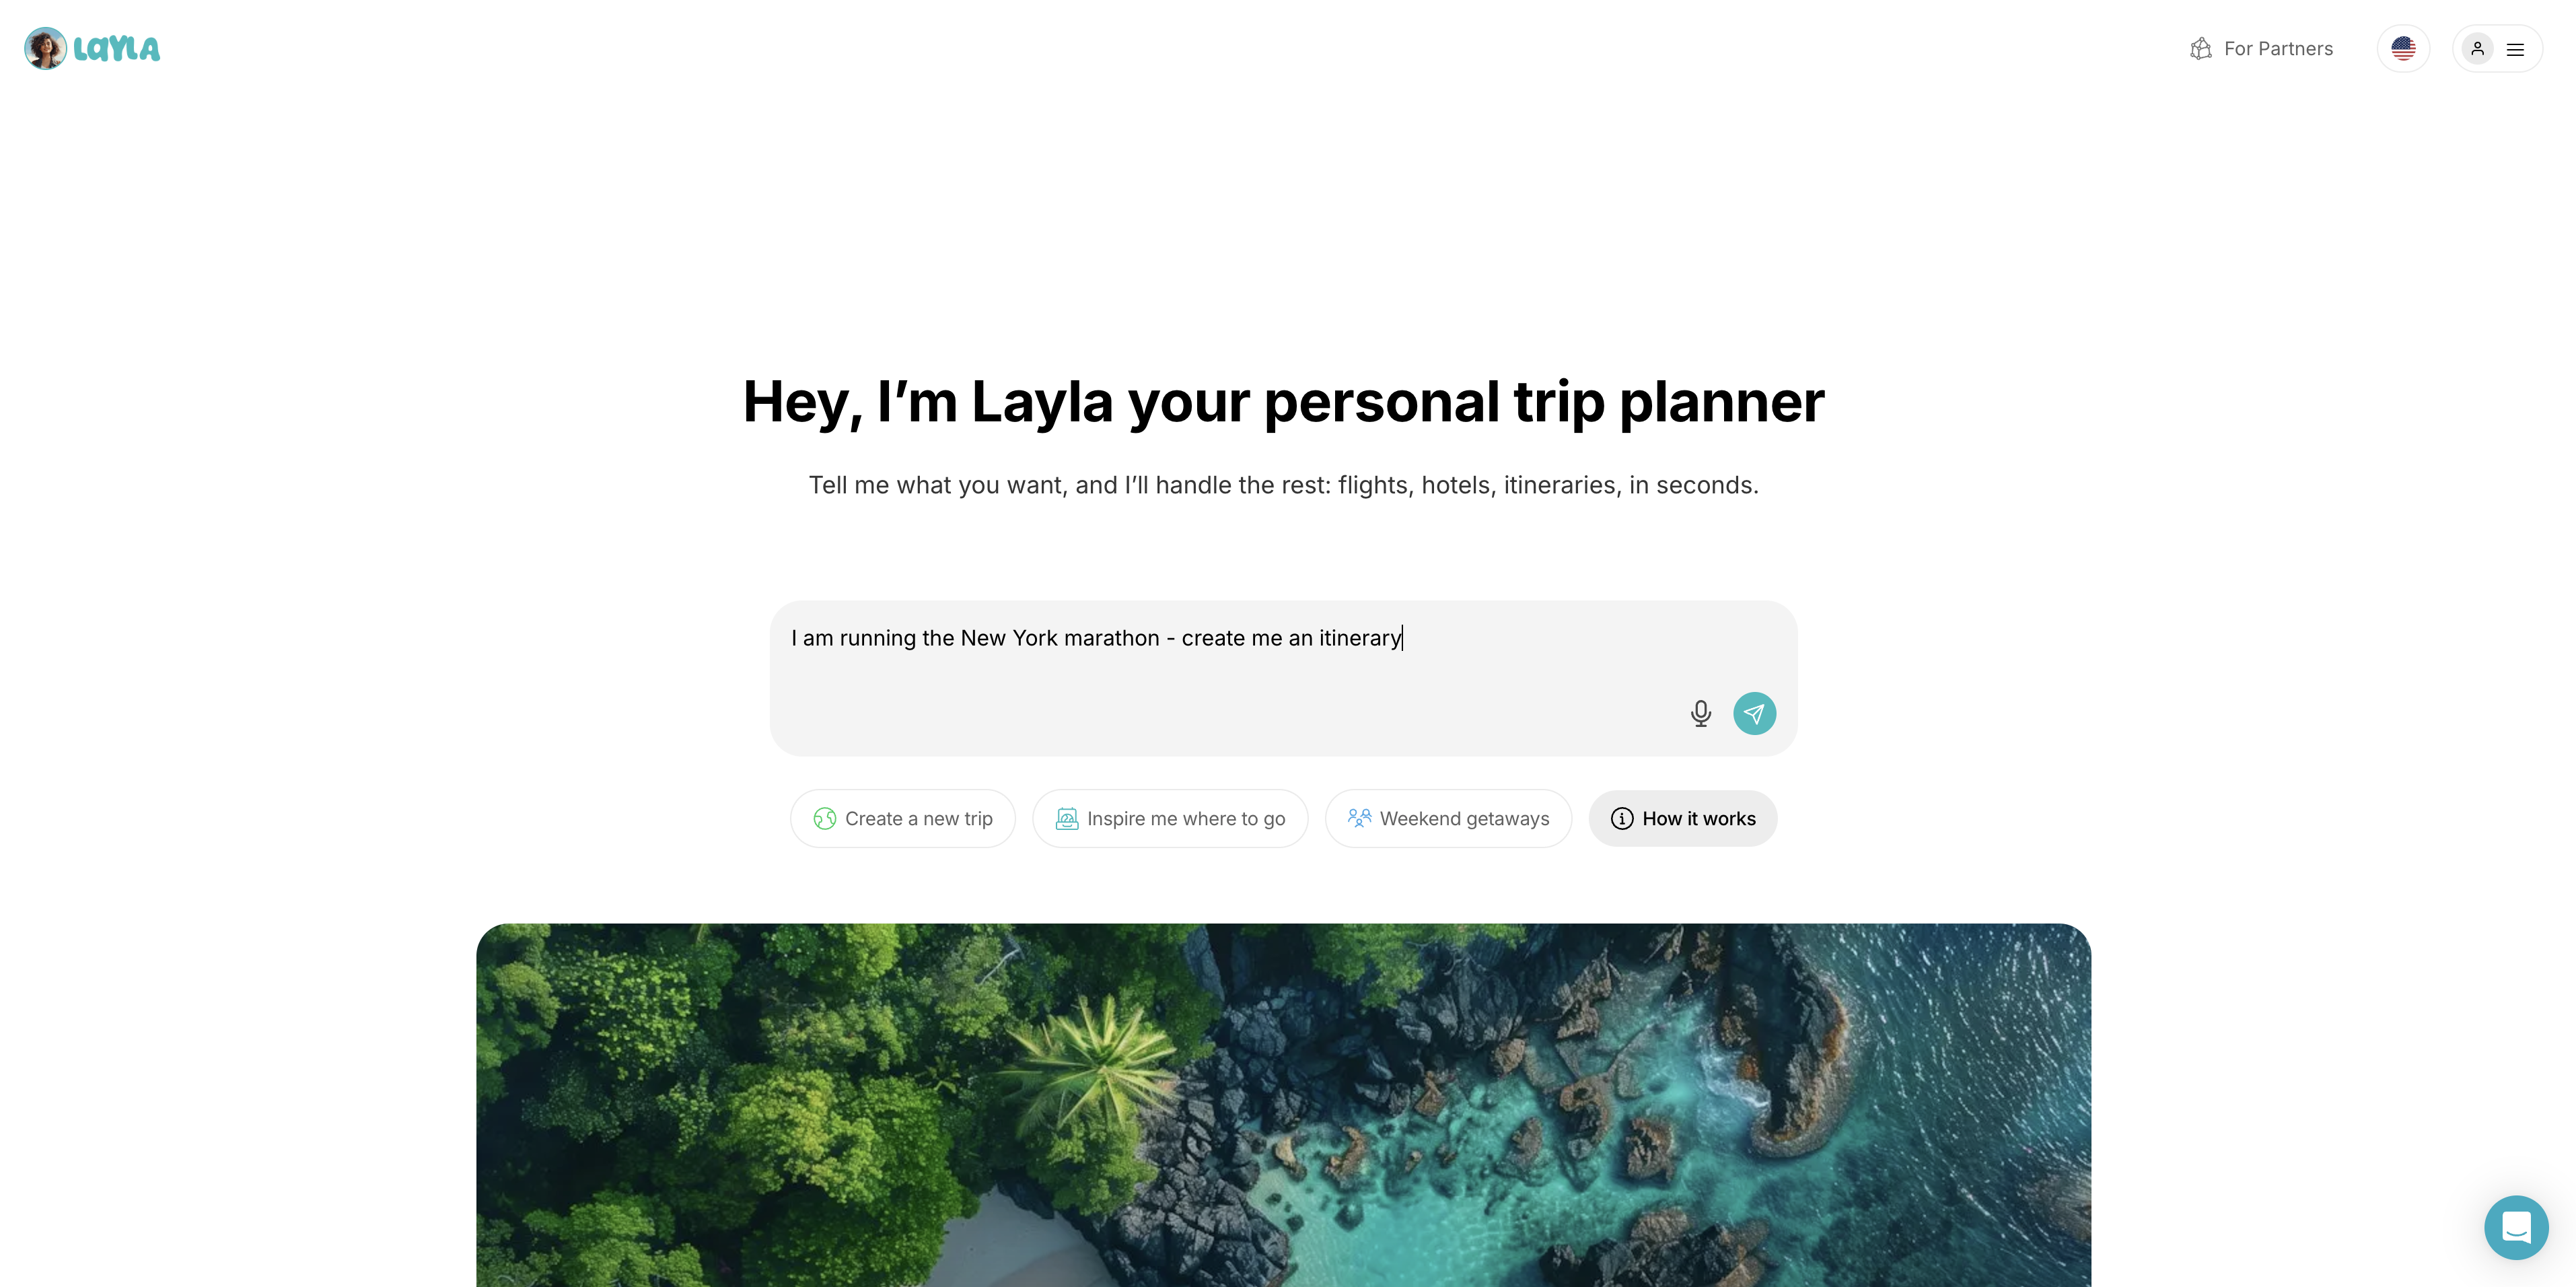 LAYLA
For Partners
Hey, I’m Layla your personal trip planner
Tell me what you want, and I’ll handle the rest: flights, hotels, itineraries, in seconds.
I am running the New York marathon - create me an itinerary
Create a new trip
Inspire me where to go
Weekend getaways
How it works